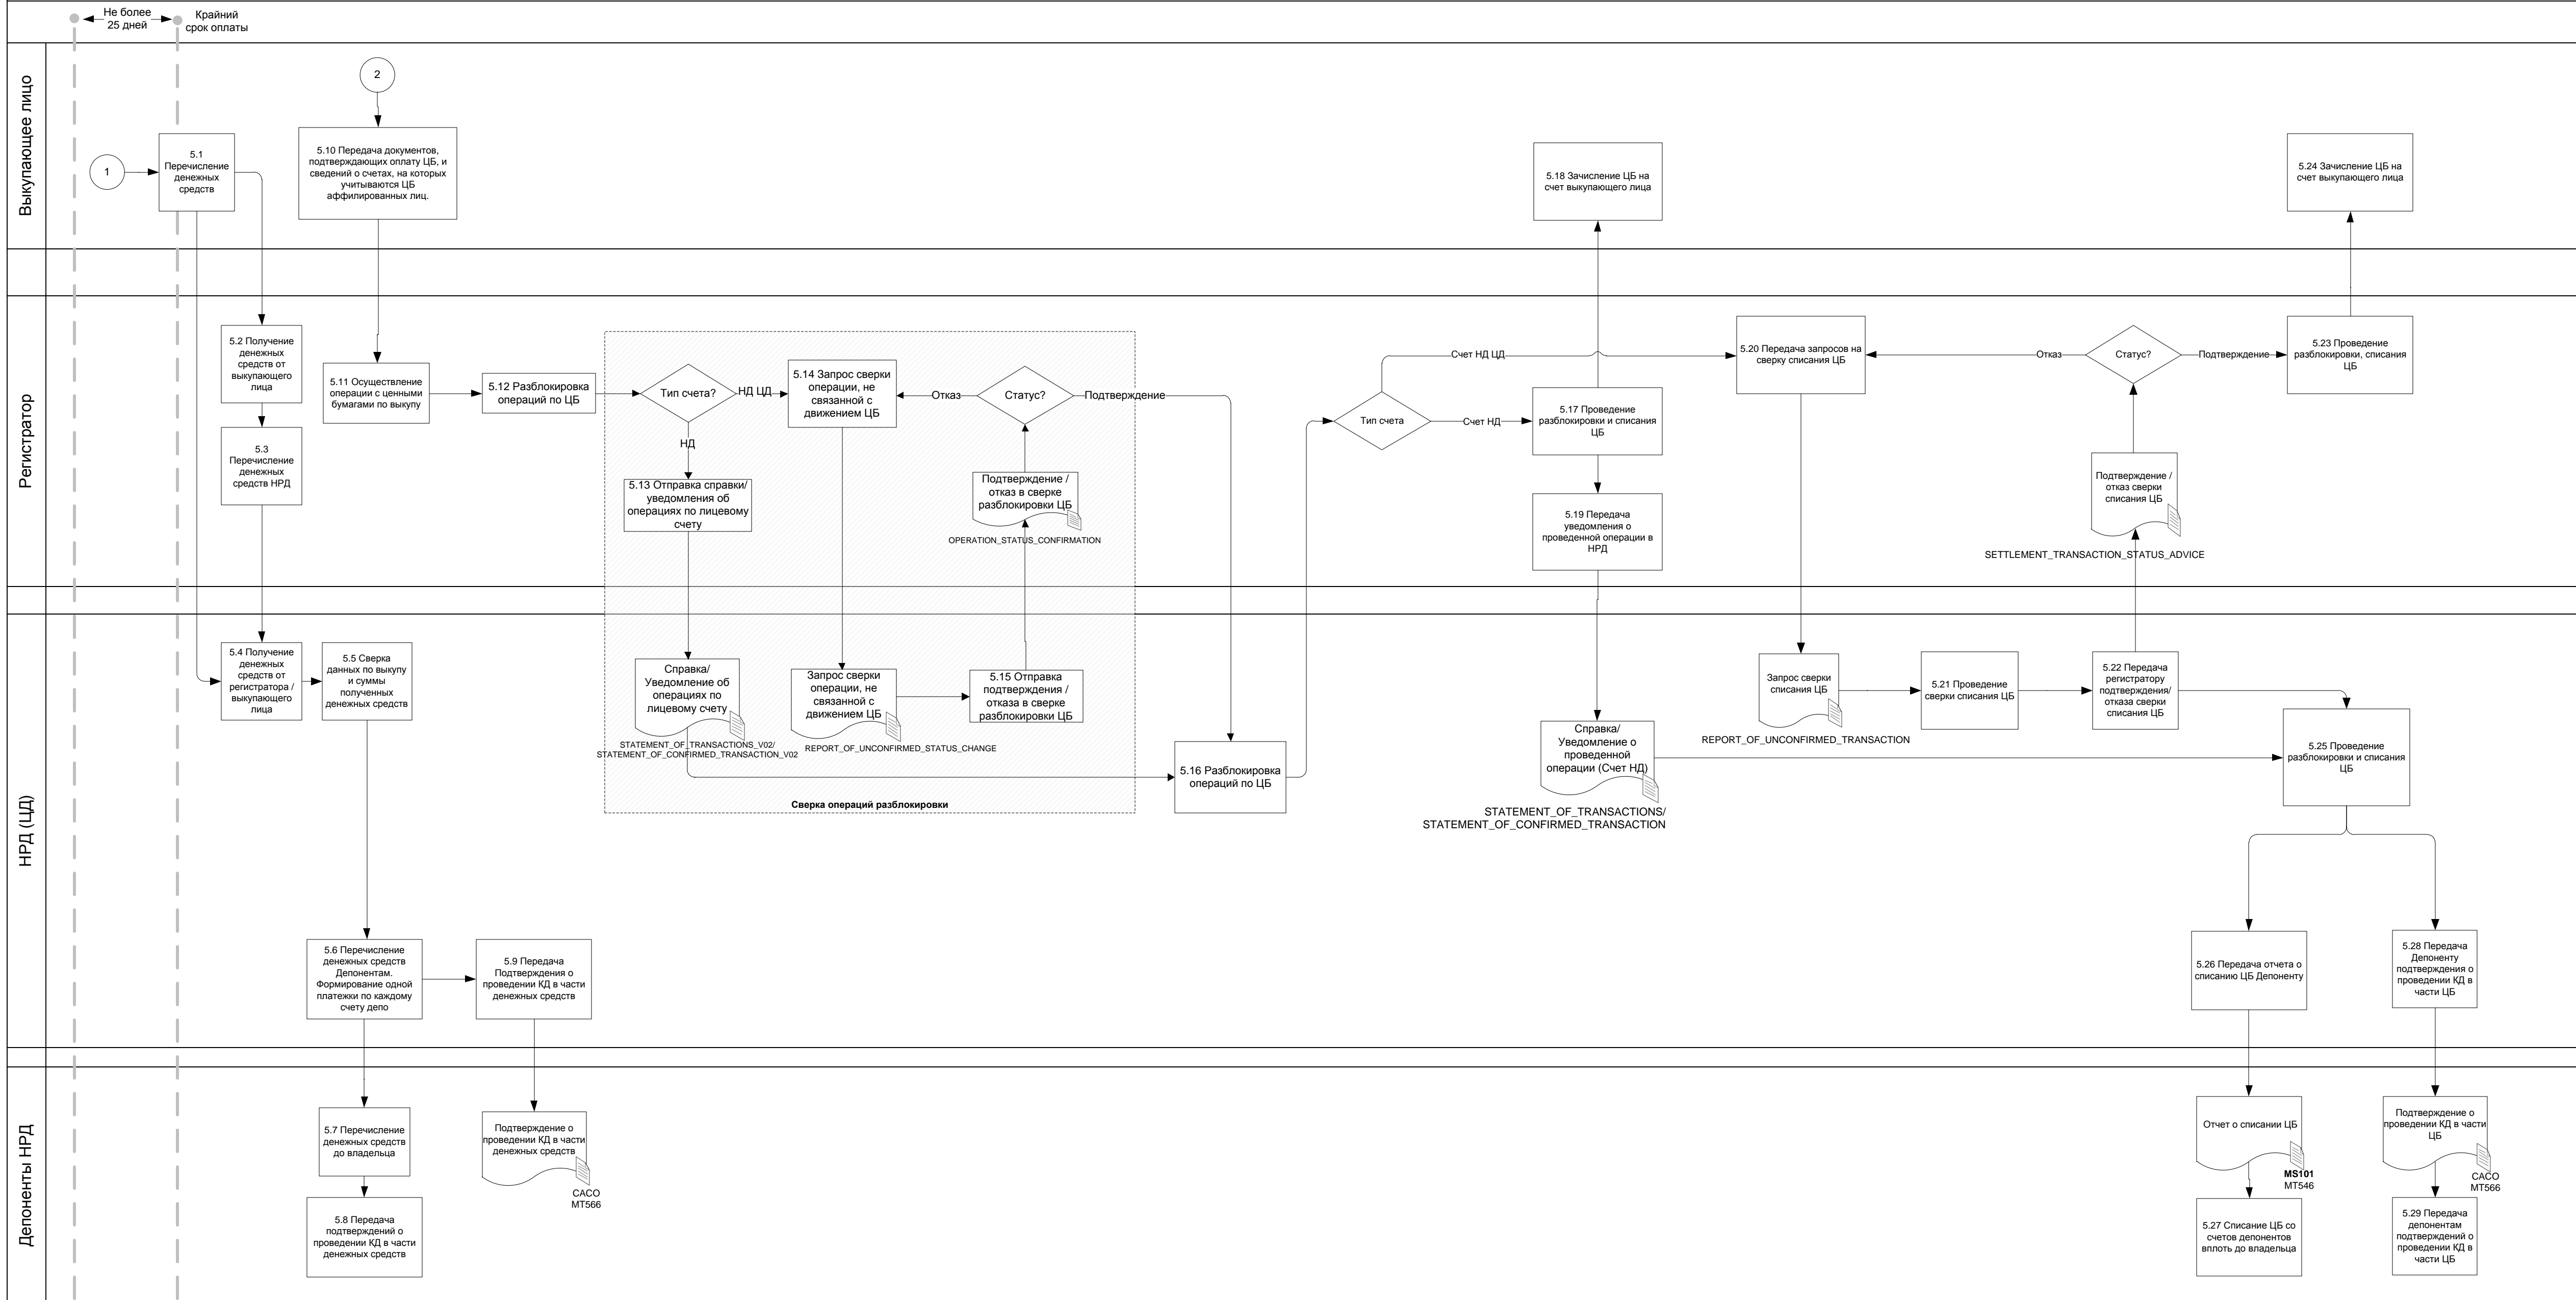 Не более
25 дней
Крайний
срок оплаты
Выкупающее лицо
1
5.1
Перечисление
денежных
средств
2
5.10 Передача документов,
подтверждающих оплату ЦБ, и
сведений о счетах, на которых
учитываются ЦБ
аффилированных лиц.
5.18 Зачисление ЦБ на
счет выкупающего лица
5.24 Зачисление ЦБ на
счет выкупающего лица
Регистратор
5.2 Получение
денежных
средств от
выкупающего
лица
5.3
Перечисление
денежных
средств НРД
5.11 Осуществление
операции с ценными
бумагами по выкупу
5.12 Разблокировка
операций по ЦБ
Тип счета?
НД ЦД
НД
5.13 Отправка справки/
уведомления об
операциях по лицевому
счету
5.14 Запрос сверки
операции, не
связанной с
движением ЦБ
Отказ
Статус?
Подтверждение
Подтверждение /
отказ в сверке
разблокировки ЦБ
OPERATION_STATUS_CONFIRMATION
Тип счета
Счет НД ЦД
Счет НД
5.17 Проведение
разблокировки и списания
ЦБ
5.19 Передача
уведомления о
проведенной операции в
НРД
5.20 Передача запросов на
сверку списания ЦБ
Отказ
Статус?
Подтверждение
5.23 Проведение
разблокировки, списания
ЦБ
Подтверждение /
отказ сверки
списания ЦБ
SETTLEMENT_TRANSACTION_STATUS_ADVICE
НРД (ЦД)
5.4 Получение
денежных
средств от
регистратора /
выкупающего
лица
5.5 Сверка
данных по выкупу
и суммы
полученных
денежных средств
Справка/
Уведомление об
операциях по
лицевому счету
STATEMENT_OF_TRANSACTIONS_V02/
STATEMENT_OF_CONFIRMED_TRANSACTION_V02
Запрос сверки
операции, не
связанной с
движением ЦБ
REPORT_OF_UNCONFIRMED_STATUS_CHANGE
5.15 Отправка
подтверждения /
отказа в сверке
разблокировки ЦБ
Сверка операций разблокировки
5.16 Разблокировка
операций по ЦБ
Справка/
Уведомление о
проведенной
операции (Счет НД)
STATEMENT_OF_TRANSACTIONS/
STATEMENT_OF_CONFIRMED_TRANSACTION
Запрос сверки
списания ЦБ
REPORT_OF_UNCONFIRMED_TRANSACTION
5.21 Проведение
сверки списания ЦБ
5.22 Передача
регистратору
подтверждения/
отказа сверки
списания ЦБ
5.25 Проведение
разблокировки и списания
ЦБ
5.6 Перечисление
денежных средств
Депонентам.
Формирование одной
платежки по каждому
счету депо
5.9 Передача
Подтверждения о
проведении КД в части
денежных средств
5.26 Передача отчета о
списанию ЦБ Депоненту
5.28 Передача
Депоненту
подтверждения о
проведении КД в
части ЦБ
Депоненты НРД
5.7 Перечисление
денежных средств
до владельца
5.8 Передача
подтверждений о
проведении КД в части
денежных средств
Подтверждение о
проведении КД в части
денежных средств
CACO
MT566
Отчет о списании ЦБ
MS101
MT546
5.27 Списание ЦБ со
счетов депонентов
вплоть до владельца
Подтверждение о
проведении КД в части
ЦБ
CACO
MT566
5.29 Передача
депонентам
подтверждений о
проведении КД в
части ЦБ